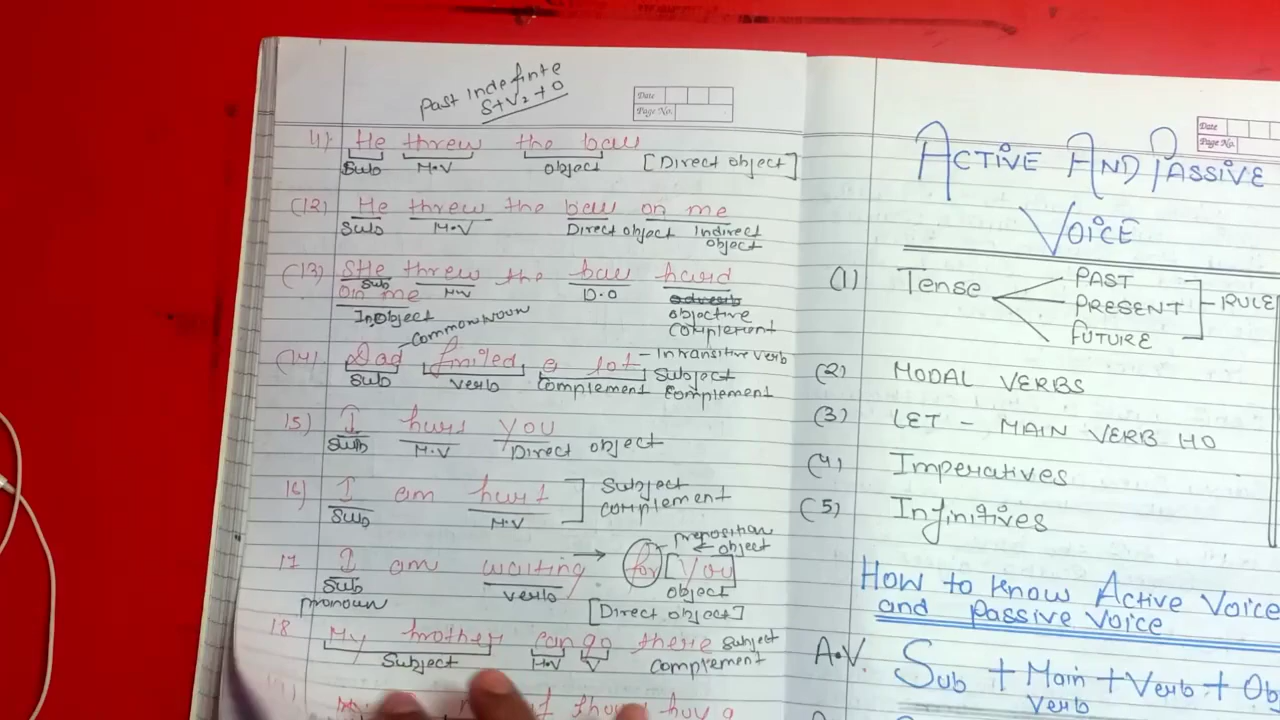 Past Indefinte
S+V2+O
Date
Page No.
11) He threw the ball
Sub M.V object [Direct object]
(12) He threw the ball on me
Sub M.V Direct object Indirect
object
(13) SHe threw the ball hard
Sub M.V D.O adverb
on me objective
In.object complement
common noun
(14) Dad smiled a lot - Intransitive verb
Sub verb complement Subject
complement
15) I hurt you
Sub M.V Direct object
16) I am hurt ] Subject
Sub M.V complement
preposition
object
17 I am waiting → for [You]
Sub verb object
pronoun [Direct object]
18 My brother can go there subject
Subject H.V V complement
Date
Page No.
ACTIVE AND PASSIVE
VOICE
(1) Tense PAST
PRESENT RULE
FUTURE
(2) MODAL VERBS
(3) LET - MAIN VERB HO
(4) Imperatives
(5) Infinitives
How to know Active Voice
and Passive Voice
A.V. Sub + Main + Verb + Ob
Verb